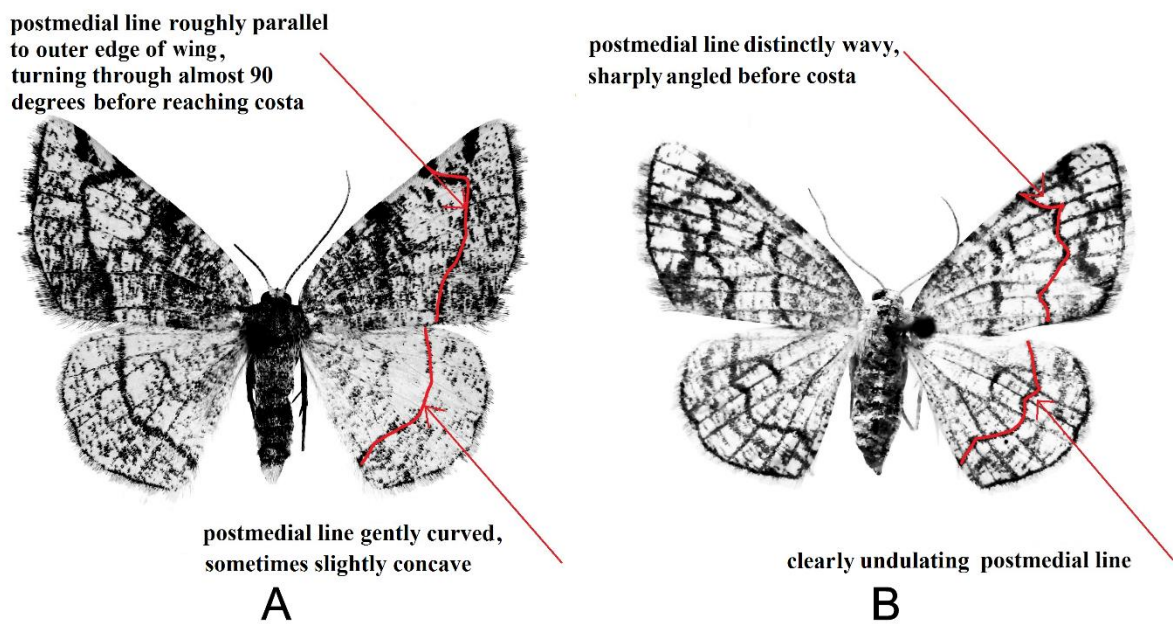 postmedial line roughly parallel
to outer edge of wing,
turning through almost 90
degrees before reaching costa
postmedial line distinctly wavy,
sharply angled before costa
postmedial line gently curved,
sometimes slightly concave
clearly undulating postmedial line
A
B